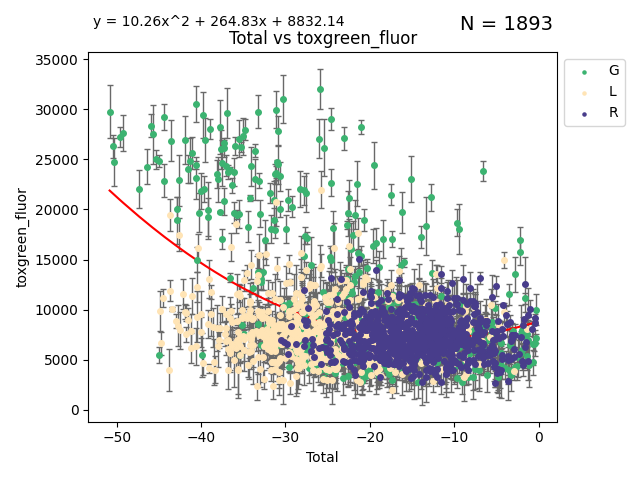 y = 10.26x^2 + 264.83x + 8832.14
N = 1893
Total vs toxgreen_fluor
35000
30000
25000
20000
15000
10000
5000
0
toxgreen_fluor
−50
−40
−30
−20
−10
0
Total
G
L
R